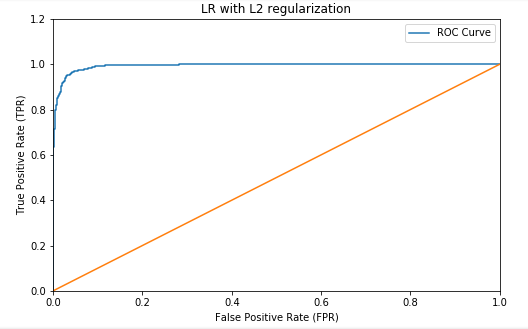 LR with L2 regularization
ROC Curve
1.2
1.0
0.8
0.6
0.4
0.2
0.0
True Positive Rate (TPR)
0.0 0.2 0.4 0.6 0.8 1.0
False Positive Rate (FPR)